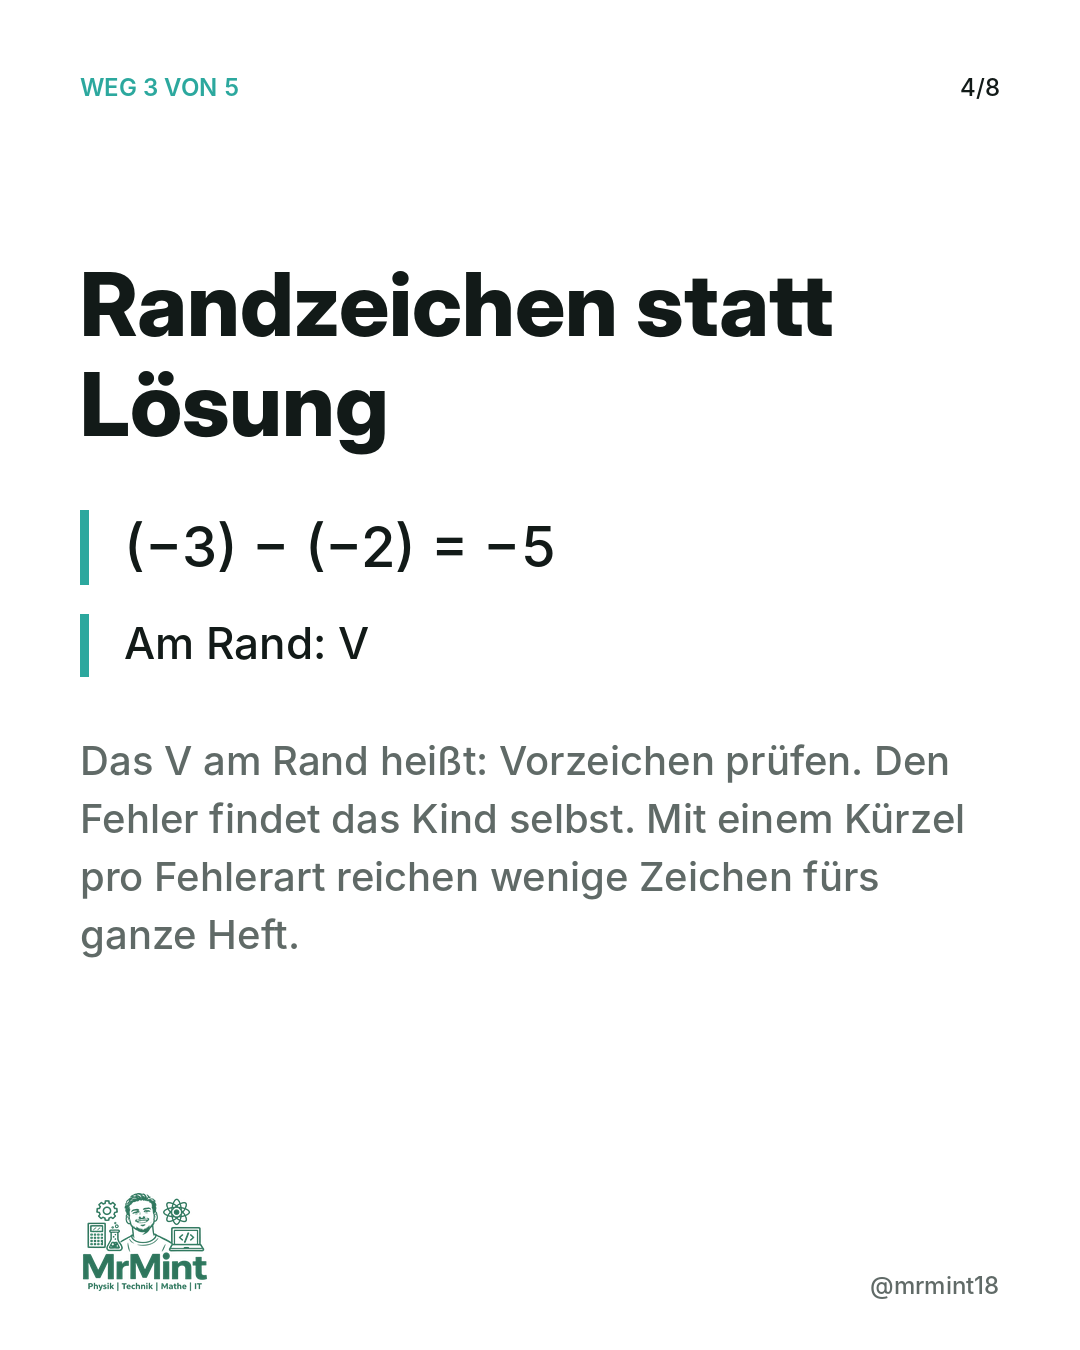 WEG 3 VON 5
4/8
Randzeichen statt
Lösung
(−3) − (−2) = −5
Am Rand: V
Das V am Rand heißt: Vorzeichen prüfen. Den
Fehler findet das Kind selbst. Mit einem Kürzel
pro Fehlerart reichen wenige Zeichen fürs
ganze Heft.
MrMint
Physik | Technik | Mathe | IT
@mrmint18